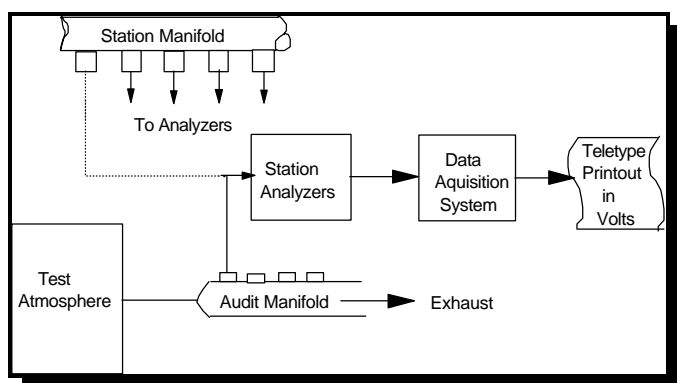 Station Manifold
To Analyzers
Station
Analyzers
Data
Aquisition
System
Teletype
Printout
in
Volts
Test
Atmosphere
Audit Manifold
Exhaust